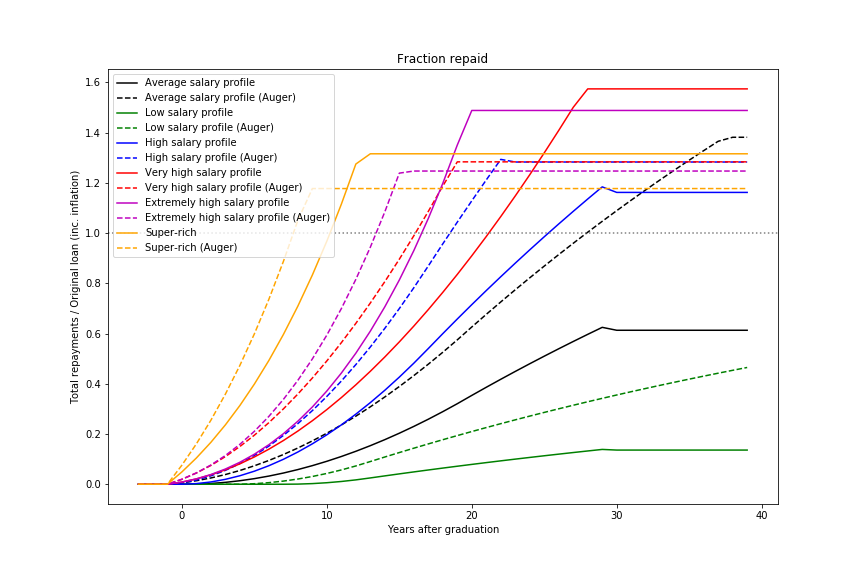 Fraction repaid
Average salary profile
Average salary profile (Auger)
Low salary profile
Low salary profile (Auger)
High salary profile
High salary profile (Auger)
Very high salary profile
Very high salary profile (Auger)
Extremely high salary profile
Extremely high salary profile (Auger)
Super-rich
Super-rich (Auger)
Total repayments / Original loan (inc. inflation)
1.6
1.4
1.2
1.0
0.8
0.6
0.4
0.2
0.0
0 10 20 30 40
Years after graduation